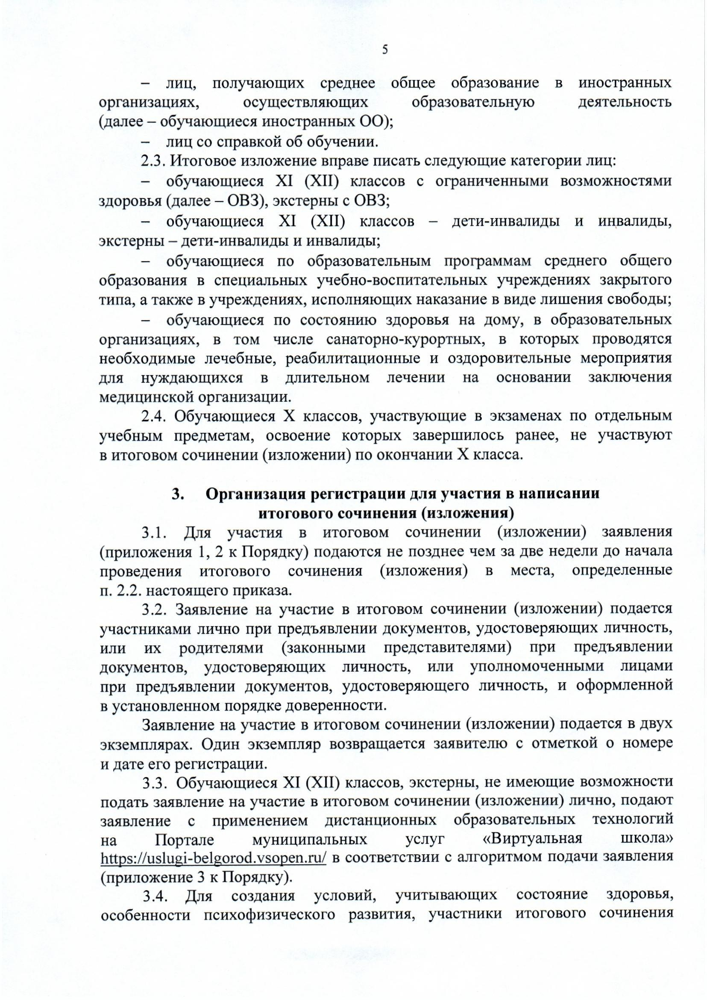 5
– лиц, получающих среднее общее образование в иностранных
организациях, осуществляющих образовательную деятельность
(далее – обучающиеся иностранных ОО);
– лиц со справкой об обучении.
2.3. Итоговое изложение вправе писать следующие категории лиц:
– обучающиеся XI (XII) классов с ограниченными возможностями
здоровья (далее – ОВЗ), экстерны с ОВЗ;
– обучающиеся XI (XII) классов – дети-инвалиды и инвалиды,
экстерны – дети-инвалиды и инвалиды;
– обучающиеся по образовательным программам среднего общего
образования в специальных учебно-воспитательных учреждениях закрытого
типа, а также в учреждениях, исполняющих наказание в виде лишения свободы;
– обучающиеся по состоянию здоровья на дому, в образовательных
организациях, в том числе санаторно-курортных, в которых проводятся
необходимые лечебные, реабилитационные и оздоровительные мероприятия
для нуждающихся в длительном лечении на основании заключения
медицинской организации.
2.4. Обучающиеся X классов, участвующие в экзаменах по отдельным
учебным предметам, освоение которых завершилось ранее, не участвуют
в итоговом сочинении (изложении) по окончании X класса.
3. Организация регистрации для участия в написании
итогового сочинения (изложения)
3.1. Для участия в итоговом сочинении (изложении) заявления
(приложения 1, 2 к Порядку) подаются не позднее чем за две недели до начала
проведения итогового сочинения (изложения) в места, определенные
п. 2.2. настоящего приказа.
3.2. Заявление на участие в итоговом сочинении (изложении) подается
участниками лично при предъявлении документов, удостоверяющих личность,
или их родителями (законными представителями) при предъявлении
документов, удостоверяющих личность, или уполномоченными лицами
при предъявлении документов, удостоверяющего личность, и оформленной
в установленном порядке доверенности.
Заявление на участие в итоговом сочинении (изложении) подается в двух
экземплярах. Один экземпляр возвращается заявителю с отметкой о номере
и дате его регистрации.
3.3. Обучающиеся XI (XII) классов, экстерны, не имеющие возможности
подать заявление на участие в итоговом сочинении (изложении) лично, подают
заявление с применением дистанционных образовательных технологий
на Портале муниципальных услуг «Виртуальная школа»
https://uslugi-belgorod.vsopen.ru/ в соответствии с алгоритмом подачи заявления
(приложение 3 к Порядку).
3.4. Для создания условий, учитывающих состояние здоровья,
особенности психофизического развития, участники итогового сочинения